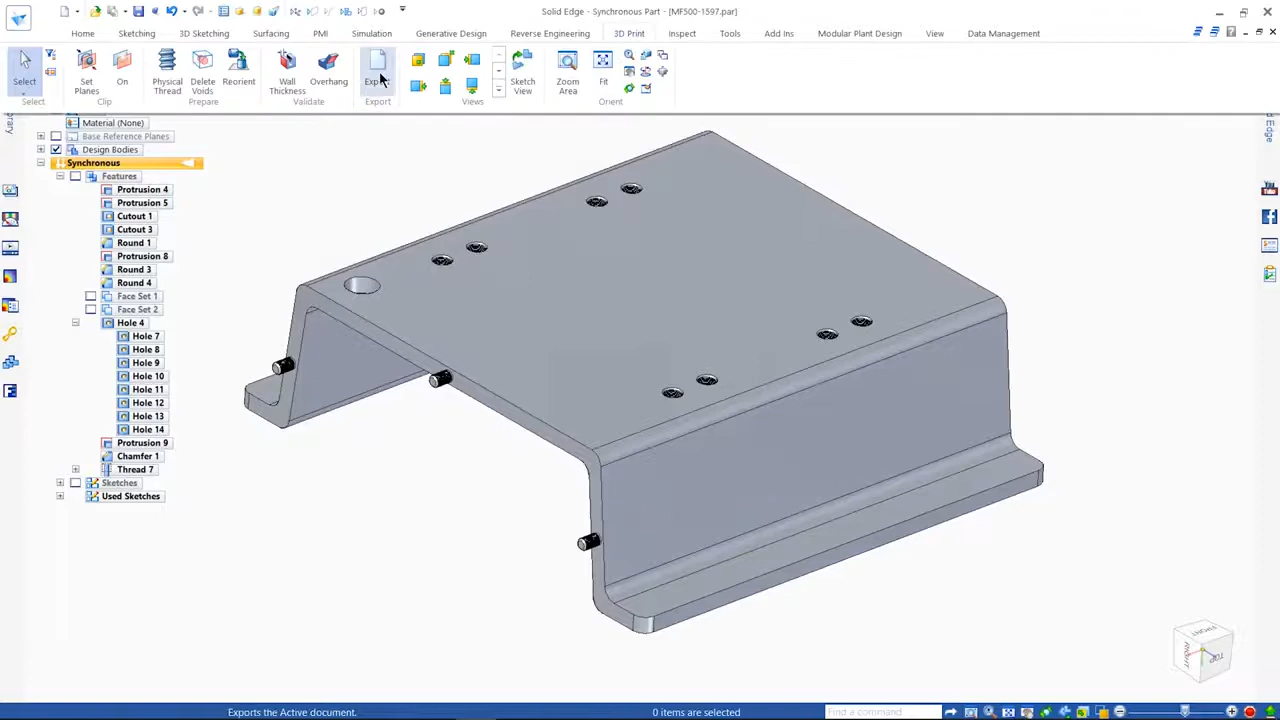 Solid Edge - Synchronous Part - [MF500-1597.par]
Home Sketching 3D Sketching Surfacing PMI Simulation Generative Design Reverse Engineering 3D Print Inspect Tools Add Ins Modular Plant Design View Data Management
Select Set Planes On Physical Thread Delete Voids Reorient Wall Thickness Overhang Sketch View Zoom Area Fit
Select Clip Prepare Validate Export Views Orient
Material (None)
Base Reference Planes
Design Bodies
Synchronous
Features
Protrusion 4
Protrusion 5
Cutout 1
Cutout 3
Round 1
Protrusion 8
Round 3
Round 4
Face Set 1
Face Set 2
Hole 4
Hole 7
Hole 8
Hole 9
Hole 10
Hole 11
Hole 12
Hole 13
Hole 14
Protrusion 9
Chamfer 1
Thread 7
Sketches
Used Sketches
FRONT
RIGHT
TOP
Exports the Active document. 0 items are selected Find a command